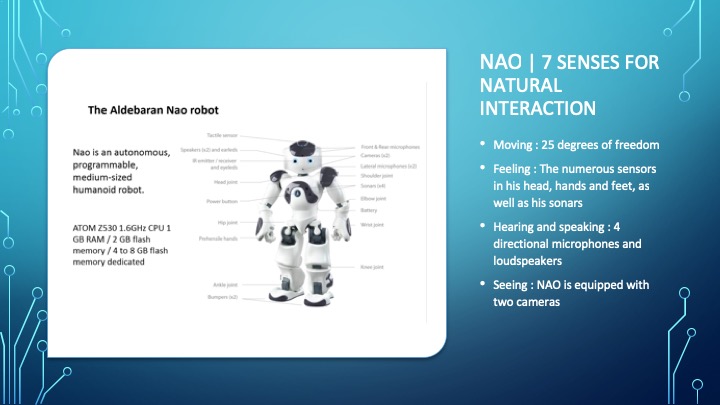 The Aldebaran Nao robot
Nao is an autonomous,
programmable,
medium-sized
humanoid robot.
ATOM Z530 1.6GHz CPU 1
GB RAM / 2 GB flash
memory / 4 to 8 GB flash
memory dedicated
Tactile sensor
Speakers (x2) and earleds
IR emitter / receiver
and eyeleds
Head joint
Power button
Hip joint
Prehensile hands
Ankle joint
Bumpers (x2)
Front & Rear microphones
Cameras (x2)
Lateral microphones (x2)
Shoulder joint
Sonars (x4)
Elbow joint
Battery
Wrist joint
Knee joint
NAO | 7 SENSES FOR
NATURAL
INTERACTION
• Moving : 25 degrees of freedom
• Feeling : The numerous sensors
in his head, hands and feet, as
well as his sonars
• Hearing and speaking : 4
directional microphones and
loudspeakers
• Seeing : NAO is equipped with
two cameras